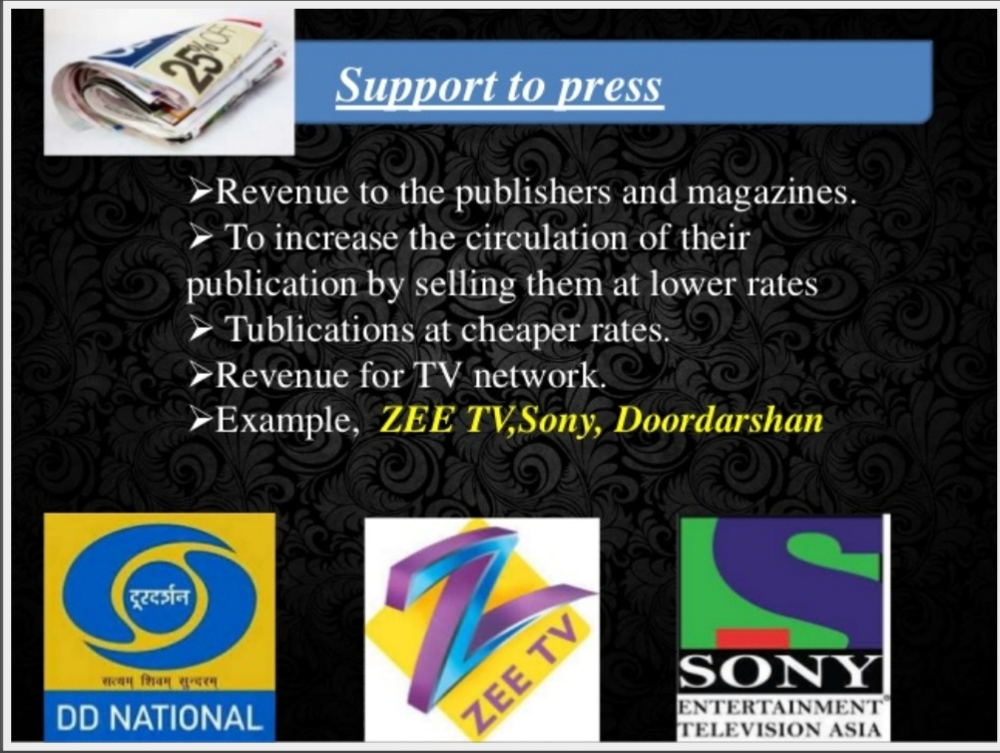 25% OFF
Support to press
➢Revenue to the publishers and magazines.
➢ To increase the circulation of their
publication by selling them at lower rates
➢ Tublications at cheaper rates.
➢Revenue for TV network.
➢Example, ZEE TV,Sony, Doordarshan
दूरदर्शन
सत्यम् शिवम् सुन्दरम्
DD NATIONAL
ZEE TV
SONY
ENTERTAINMENT
TELEVISION ASIA